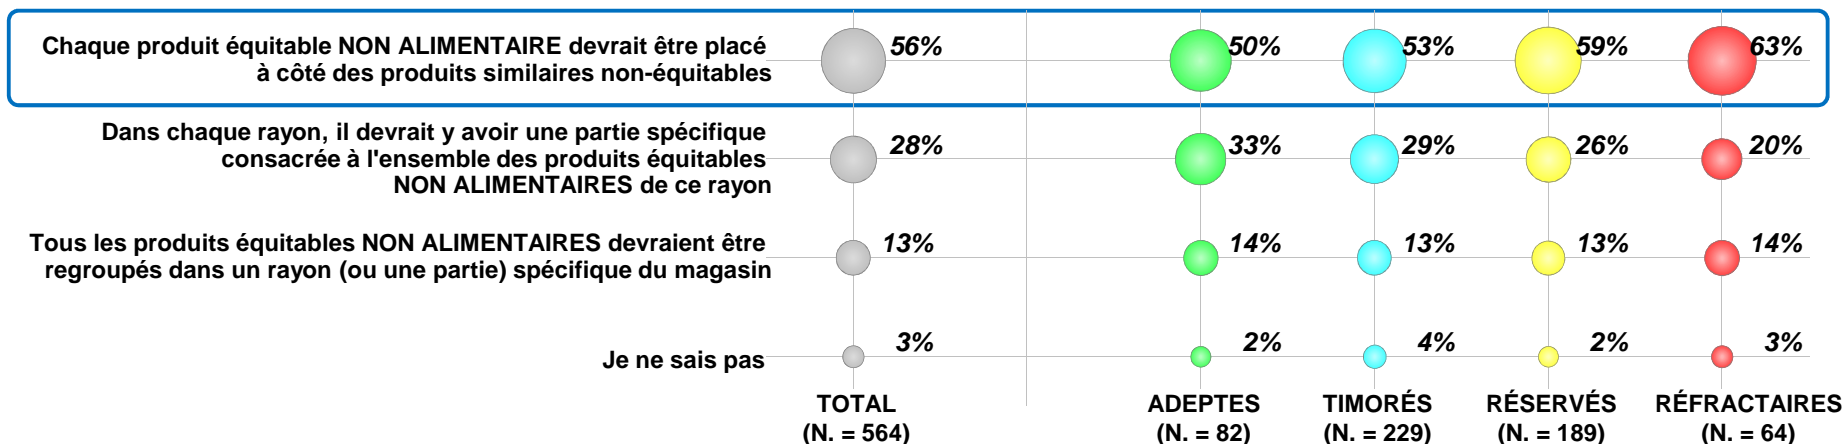 Chaque produit équitable NON ALIMENTAIRE devrait être placé
à côté des produits similaires non-équitables
56% 50% 53% 59% 63%
Dans chaque rayon, il devrait y avoir une partie spécifique
consacrée à l'ensemble des produits équitables
NON ALIMENTAIRES de ce rayon
28% 33% 29% 26% 20%
Tous les produits équitables NON ALIMENTAIRES devraient être
regroupés dans un rayon (ou une partie) spécifique du magasin
13% 14% 13% 13% 14%
Je ne sais pas
3% 2% 4% 2% 3%
TOTAL ADEPTES TIMORÉS RÉSERVÉS RÉFRACTAIRES
(N. = 564) (N. = 82) (N. = 229) (N. = 189) (N. = 64)